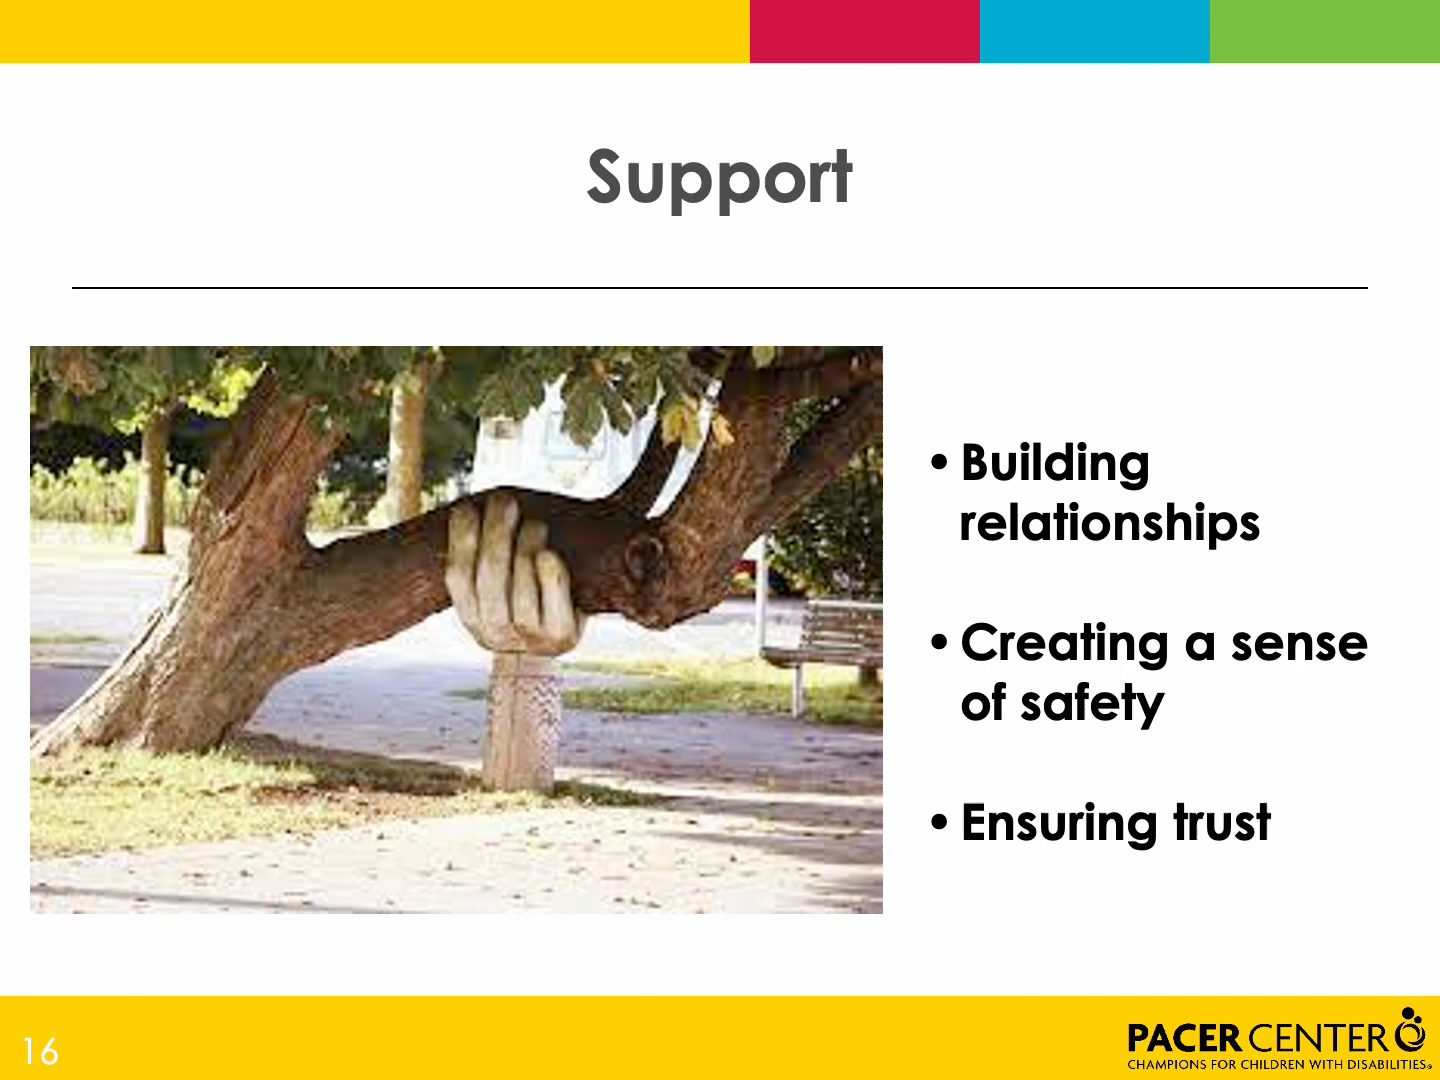 Support
• Building
relationships
• Creating a sense
of safety
• Ensuring trust
16
PACER CENTER
CHAMPIONS FOR CHILDREN WITH DISABILITIES®